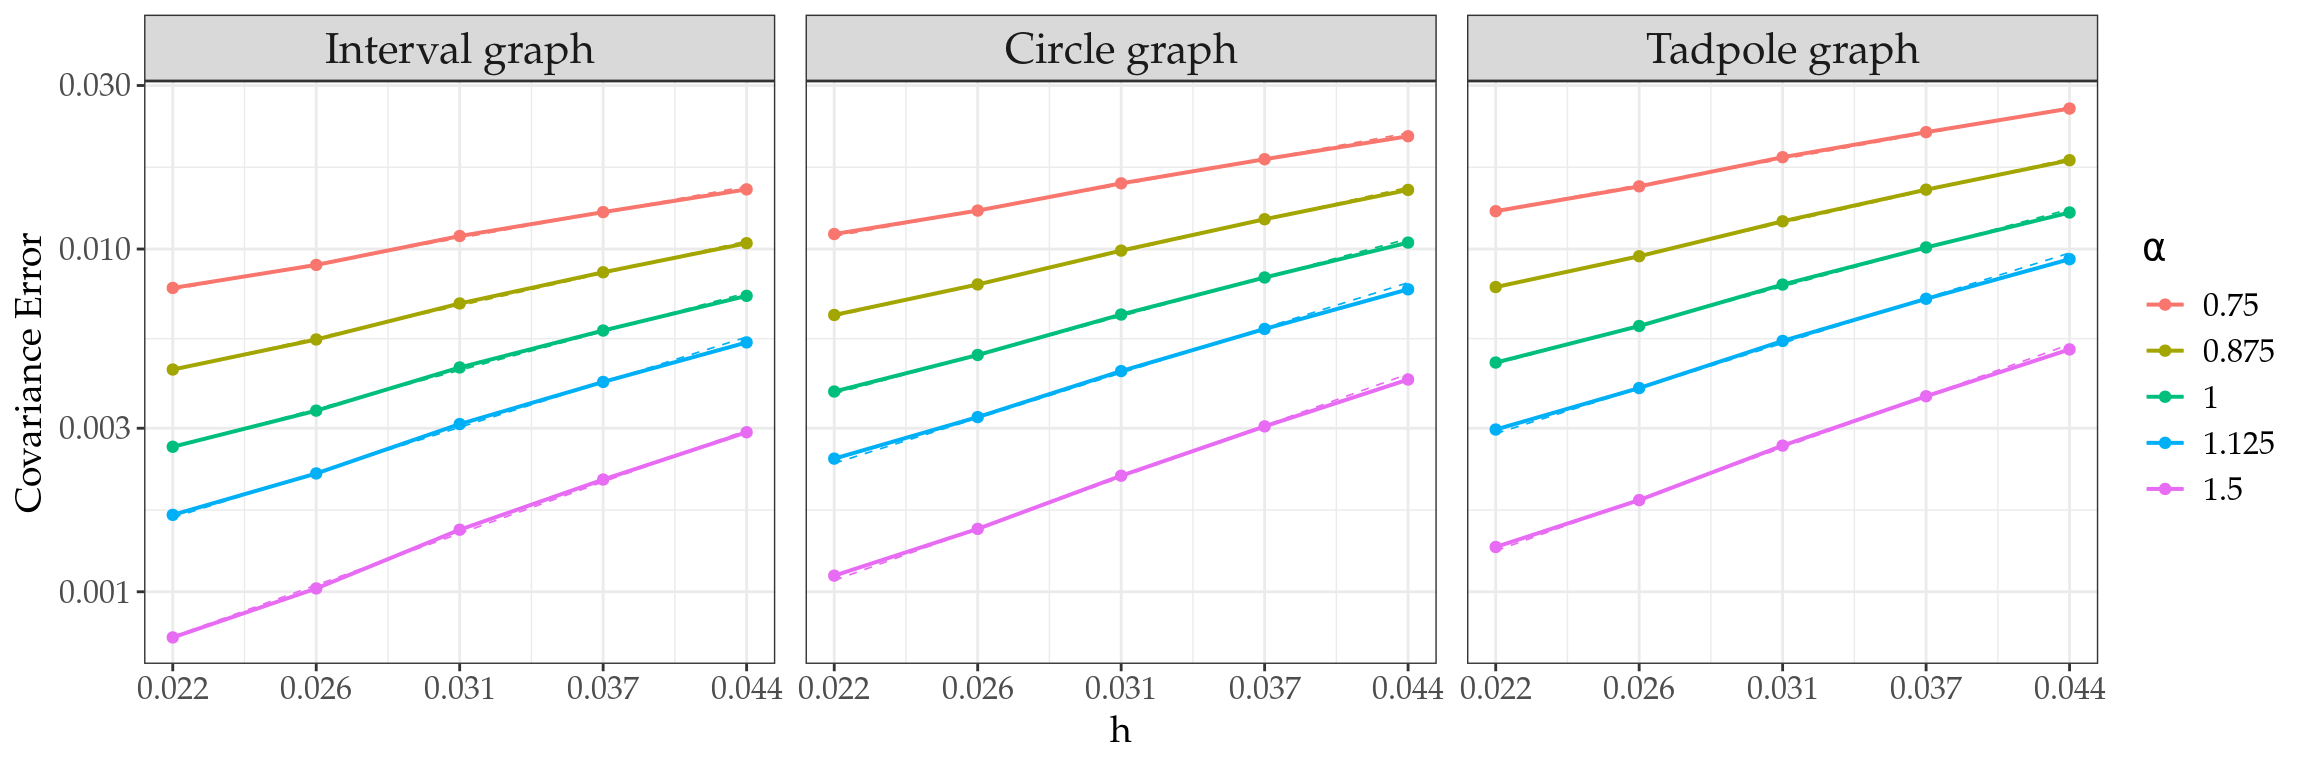 Interval graph
Circle graph
Tadpole graph
Covariance Error
0.030
0.010
0.003
0.001
0.022 0.026 0.031 0.037 0.044
0.022 0.026 0.031 0.037 0.044
0.022 0.026 0.031 0.037 0.044
h
α
0.75
0.875
1
1.125
1.5